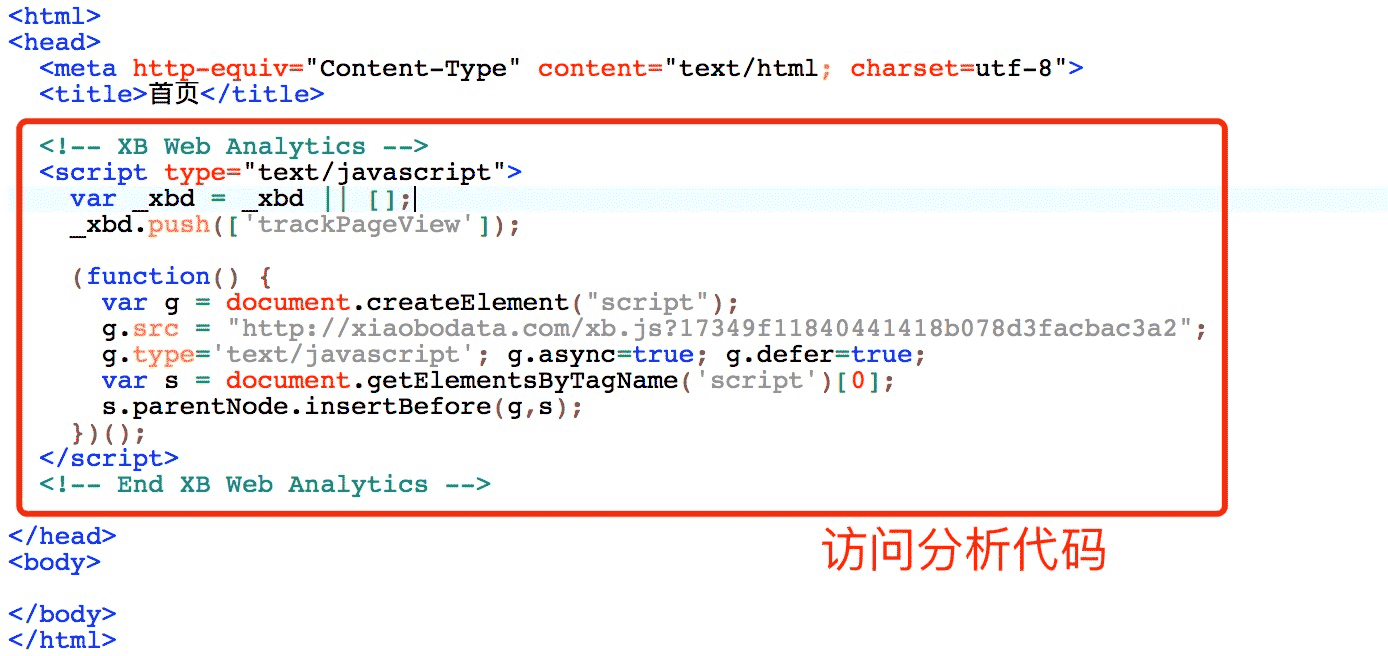 <html>
<head>
  <meta http-equiv="Content-Type" content="text/html; charset=utf-8">
  <title>首页</title>
  <!-- XB Web Analytics -->
  <script type="text/javascript">
    var _xbd = _xbd || [];
    _xbd.push(['trackPageView']);
    (function() {
      var g = document.createElement("script");
      g.src = "http://xiaobodata.com/xb.js?17349f11840441418b078d3facbac3a2";
      g.type='text/javascript'; g.async=true; g.defer=true;
      var s = document.getElementsByTagName('script')[0];
      s.parentNode.insertBefore(g,s);
    })();
  </script>
  <!-- End XB Web Analytics -->
</head>
访问分析代码
<body>
</body>
</html>